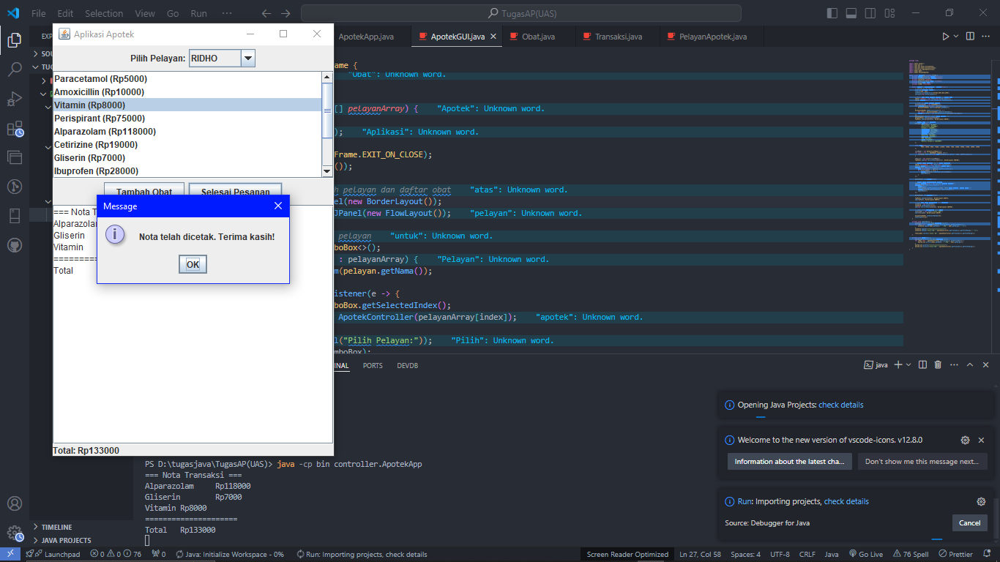 File Edit Selection View Go Run ··· TugasAP(UAS)
Aplikasi Apotek
Pilih Pelayan: RIDHO
Paracetamol (Rp5000)
Amoxicillin (Rp10000)
Vitamin (Rp8000)
Perispirant (Rp75000)
Alparazolam (Rp118000)
Cetirizine (Rp19000)
Gliserin (Rp7000)
Ibuprofen (Rp28000)
Tambah Obat Selesai Pesanan
=== Nota T
Alparazola
Gliserin
Vitamin
==========
Total
Message
Nota telah dicetak. Terima kasih!
OK
Total: Rp133000
EXP
SOU
TUG
TIMELINE
JAVA PROJECTS
ApotekApp.java ApotekGUI.java Obat.java Transaksi.java PelayanApotek.java
ame {
"Obat": Unknown word.
[] pelayanArray) { "Apotek": Unknown word.
); "Aplikasi": Unknown word.
Frame.EXIT_ON_CLOSE);
());
h pelayan dan daftar obat "atas": Unknown word.
el(new BorderLayout());
JPanel(new FlowLayout()); "pelayan": Unknown word.
pelayan "untuk": Unknown word.
boBox<>();
: pelayanArray) { "Pelayan": Unknown word.
m(pelayan.getNama());
istener(e -> {
boBox.getSelectedIndex();
ApotekController(pelayanArray[index]); "apotek": Unknown word.
l("Pilih Pelayan:")); "Pilih": Unknown word.
mboBox);
INAL PORTS DEVDB java
PS D:\tugasjava\TugasAP(UAS)> java -cp bin controller.ApotekApp
=== Nota Transaksi ===
Alparazolam Rp118000
Gliserin Rp7000
Vitamin Rp8000
=====================
Total Rp133000
Opening Java Projects: check details
Welcome to the new version of vscode-icons. v12.8.0
Information about the latest cha... Don't show me this message next...
Run: Importing projects, check details
Source: Debugger for Java Cancel
Launchpad 0 0 76 0 Java: Initialize Workspace - 0% Run: Importing projects, check details Screen Reader Optimized Ln 27, Col 58 Spaces: 4 UTF-8 CRLF Java Go Live 76 Spell Prettier